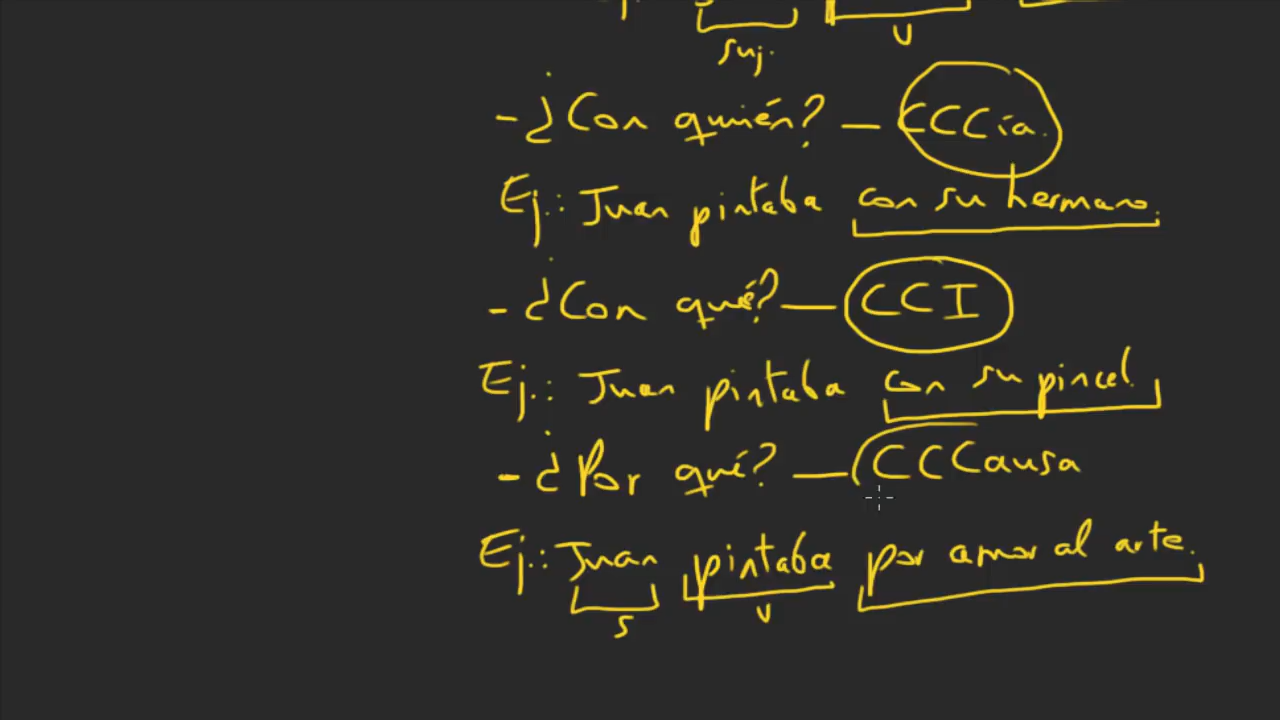 suj. v
- ¿Con quién? — CCCía.
Ej.: Juan pintaba con su hermano.
- ¿Con qué? — CCI
Ej.: Juan pintaba con su pincel.
- ¿Por qué? — CCCausa
Ej.: Juan pintaba por amor al arte.
s v